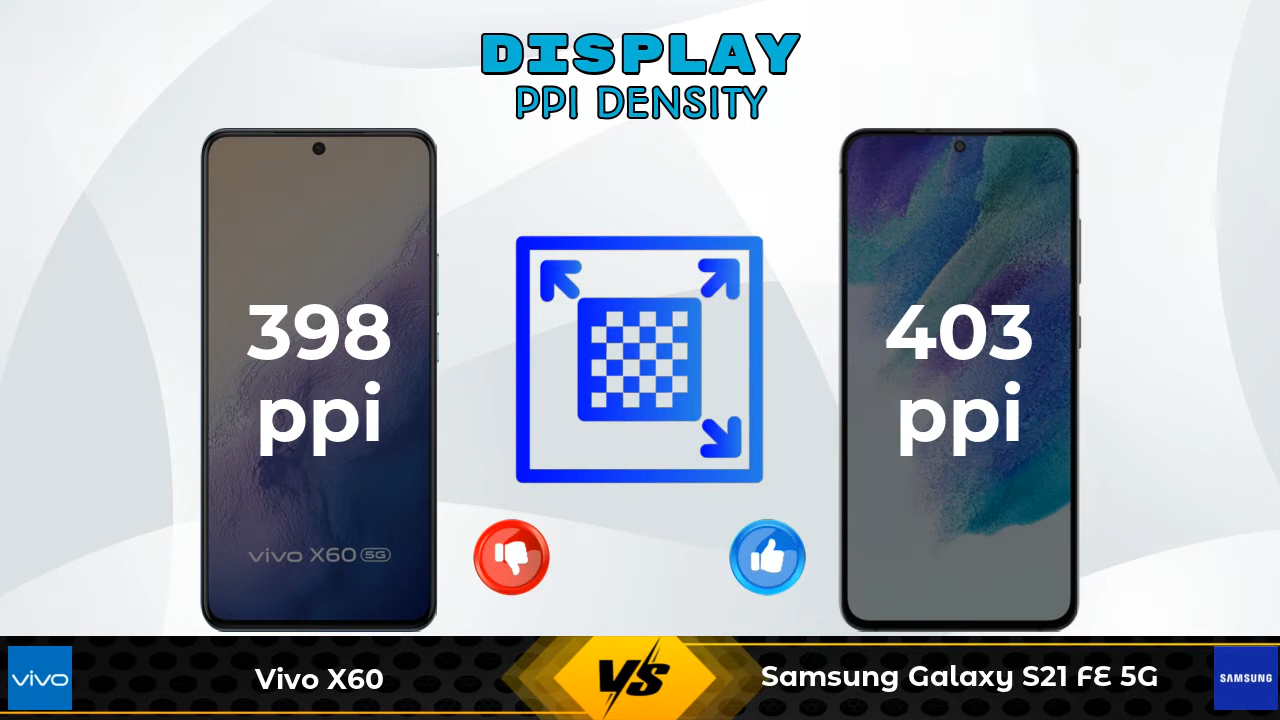 DISPLAY
PPI DENSITY
398
ppi
403
ppi
vivo X60 5G
vivo
Vivo X60
VS
Samsung Galaxy S21 FE 5G
SAMSUNG